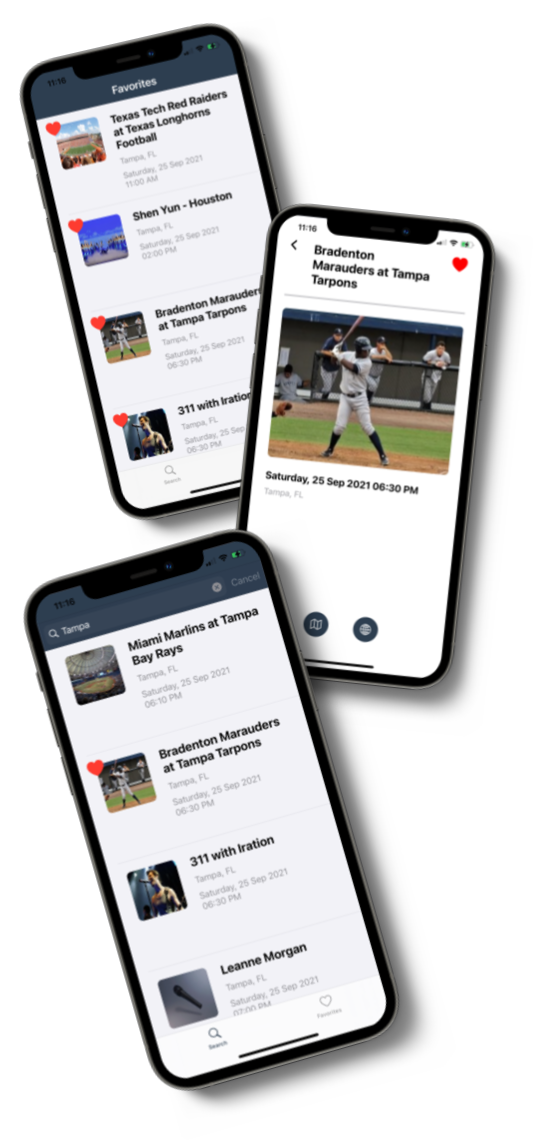 11:16
Favorites
Texas Tech Red Raiders
at Texas Longhorns
Football
Tampa, FL
Saturday, 25 Sep 2021
11:00 AM
Shen Yun - Houston
Tampa, FL
Saturday, 25 Sep 2021
02:00 PM
Bradenton Marauders
at Tampa Tarpons
Tampa, FL
Saturday, 25 Sep 2021
06:30 PM
311 with Iration
Tampa, FL
Saturday, 25 Sep 20
06:30 PM
Search
11:16
Bradenton
Marauders at Tampa
Tarpons
Saturday, 25 Sep 2021 06:30 PM
Tampa, FL
11:16
Tampa
Cancel
Miami Marlins at Tampa
Bay Rays
Tampa, FL
Saturday, 25 Sep 2021
06:10 PM
Bradenton Marauders
at Tampa Tarpons
Tampa, FL
Saturday, 25 Sep 2021
06:30 PM
311 with Iration
Tampa, FL
Saturday, 25 Sep 2021
06:30 PM
Leanne Morgan
Tampa, FL
Saturday, 25 Sep 2021
07:00 PM
Search
Favorites